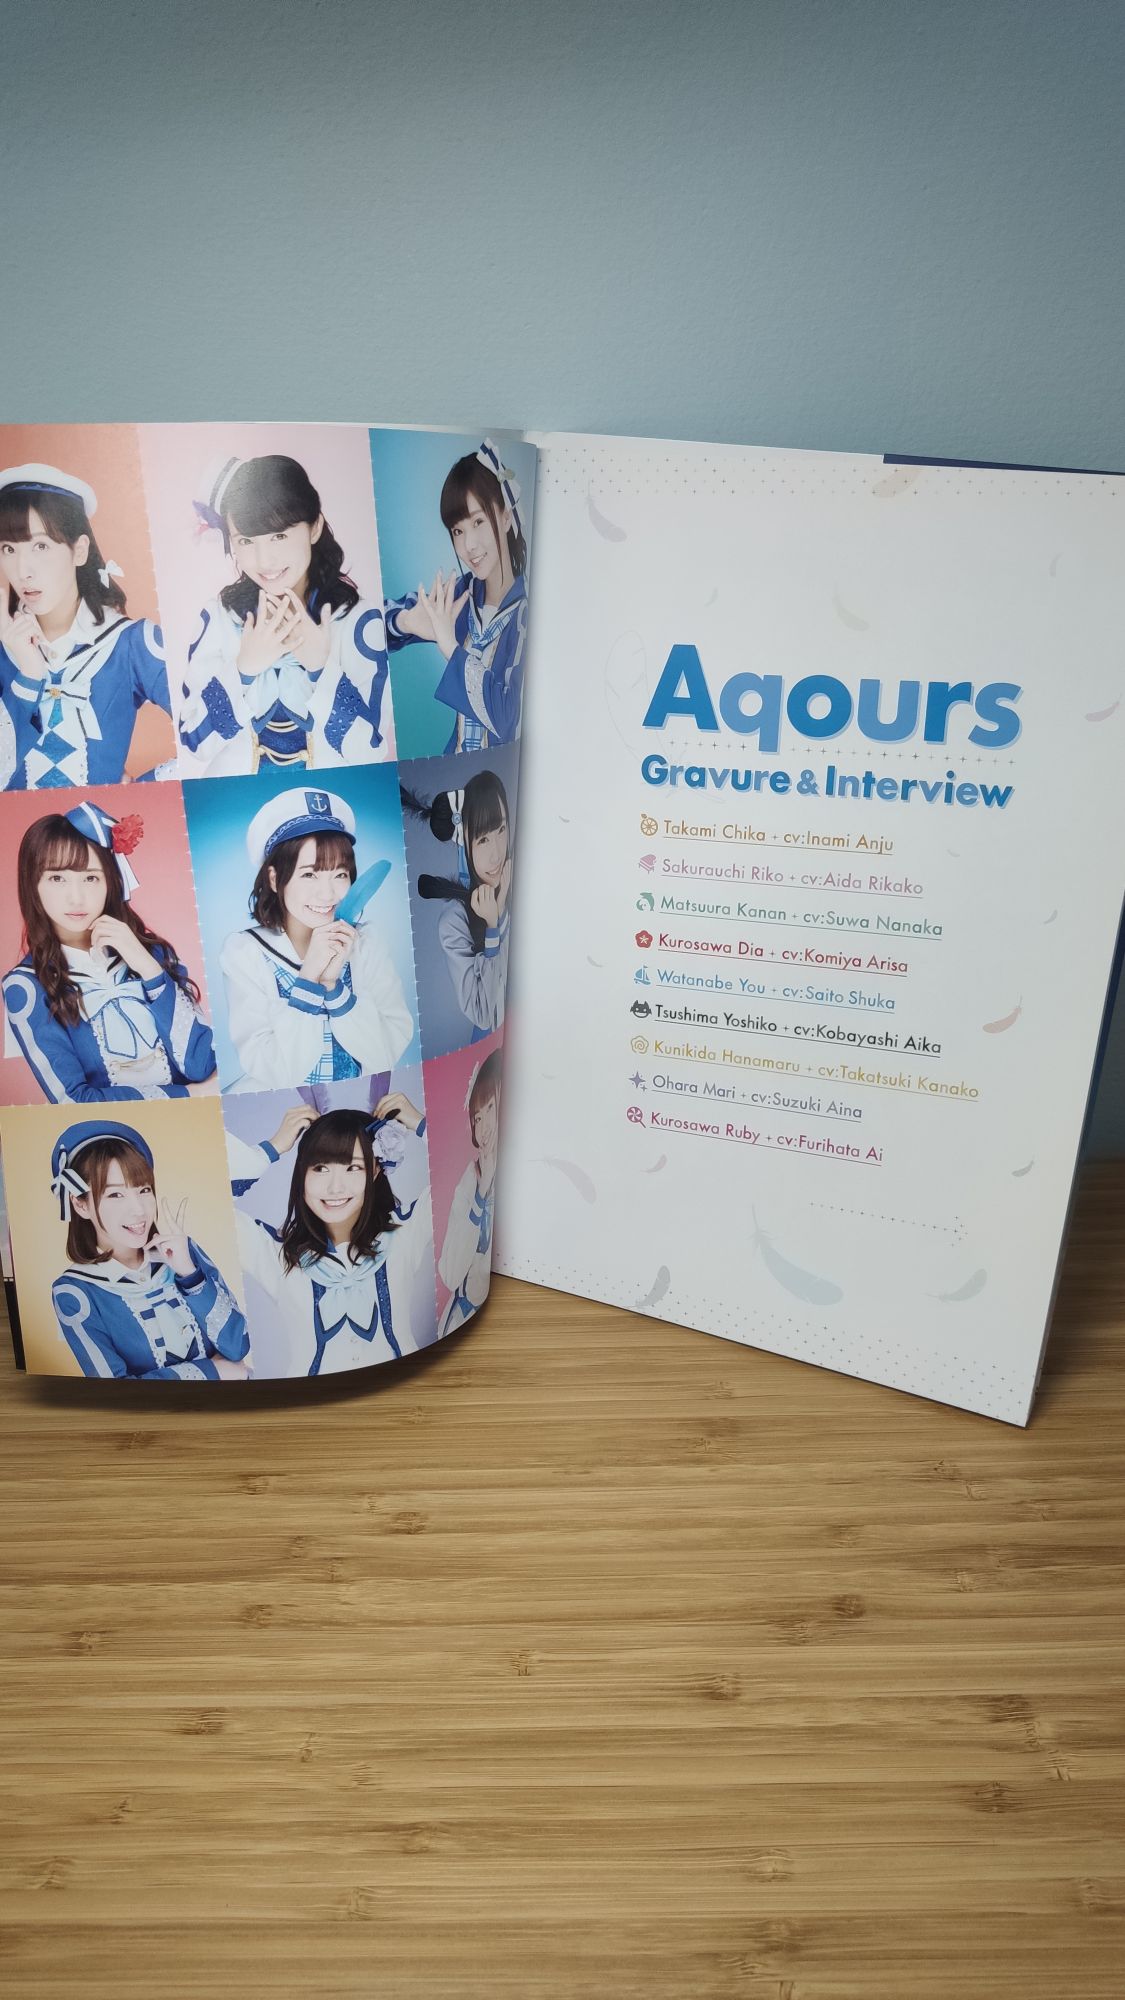 Aqours
Gravure & Interview
Takami Chika + cv:Inami Anju
Sakurauchi Riko + cv:Aida Rikako
Matsuura Kanan + cv:Suwa Nanaka
Kurosawa Dia + cv:Komiya Arisa
Watanabe You + cv:Saito Shuka
Tsushima Yoshiko + cv:Kobayashi Aika
Kunikida Hanamaru + cv:Takatsuki Kanako
Ohara Mari + cv:Suzuki Aina
Kurosawa Ruby + cv:Furihata Ai